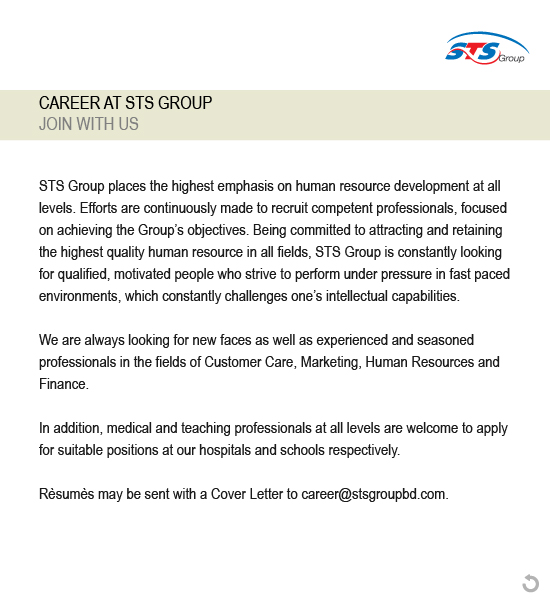 STS Group
CAREER AT STS GROUP
JOIN WITH US
STS Group places the highest emphasis on human resource development at all
levels. Efforts are continuously made to recruit competent professionals, focused
on achieving the Group's objectives. Being committed to attracting and retaining
the highest quality human resource in all fields, STS Group is constantly looking
for qualified, motivated people who strive to perform under pressure in fast paced
environments, which constantly challenges one's intellectual capabilities.
We are always looking for new faces as well as experienced and seasoned
professionals in the fields of Customer Care, Marketing, Human Resources and
Finance.
In addition, medical and teaching professionals at all levels are welcome to apply
for suitable positions at our hospitals and schools respectively.
Rèsumès may be sent with a Cover Letter to career@stsgroupbd.com.